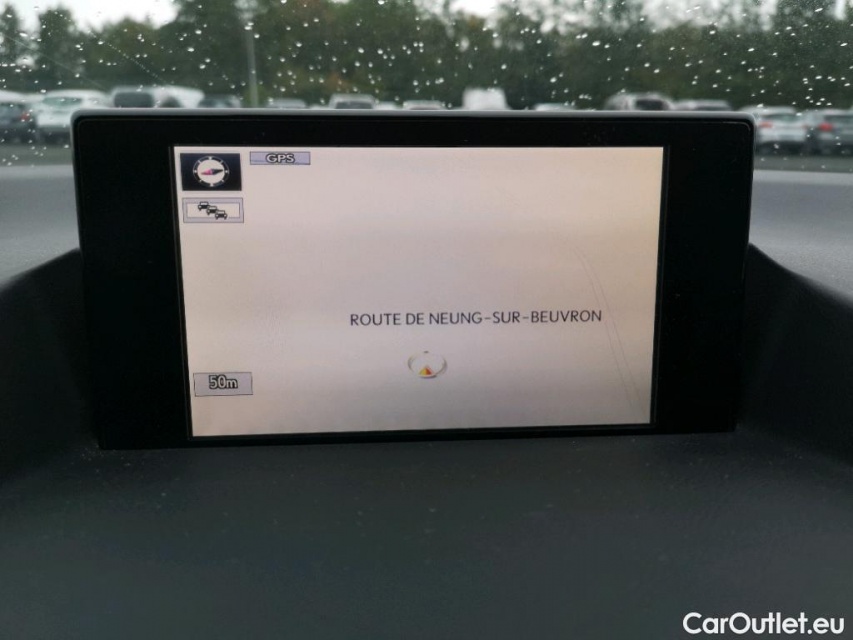 GPS
ROUTE DE NEUNG-SUR-BEUVRON
50m
CarOutlet.eu